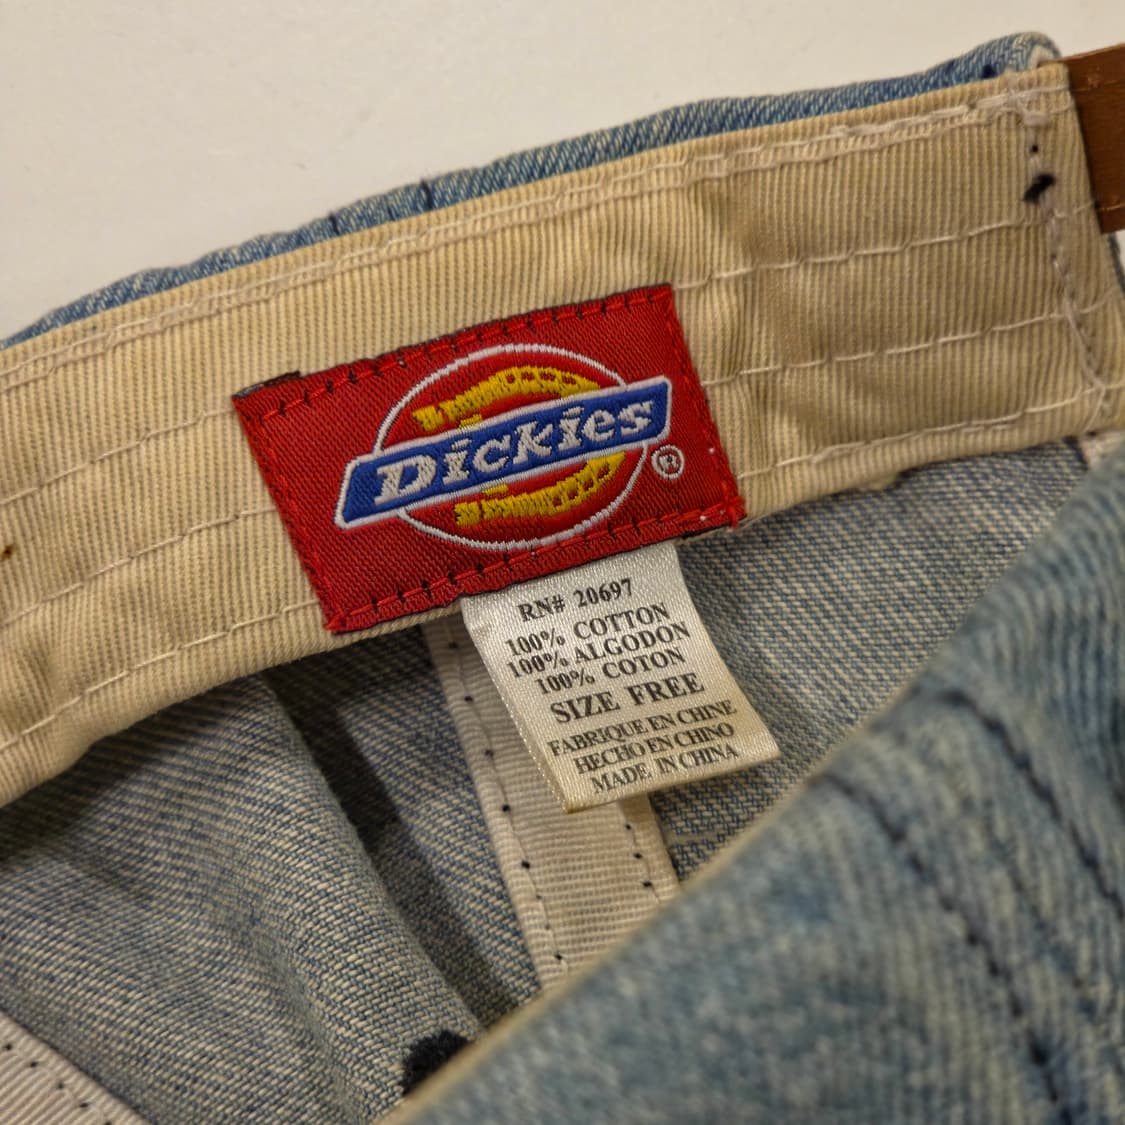 Dickies
®
RN# 20697
100% COTTON
100% ALGODON
100% COTON
SIZE FREE
FABRIQUE EN CHINE
HECHO EN CHINO
MADE IN CHINA